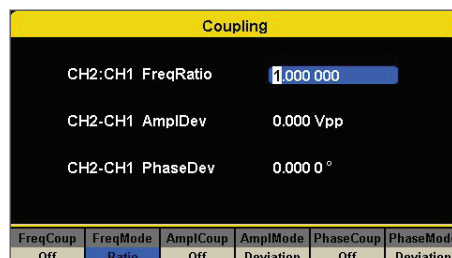 Coupling
CH2:CH1 FreqRatio 1.000 000
CH2-CH1 AmplDev 0.000 Vpp
CH2-CH1 PhaseDev 0.000 0 °
FreqCoup FreqMode AmplCoup AmplMode PhaseCoup PhaseMode
Off Ratio Off Deviation Off Deviation